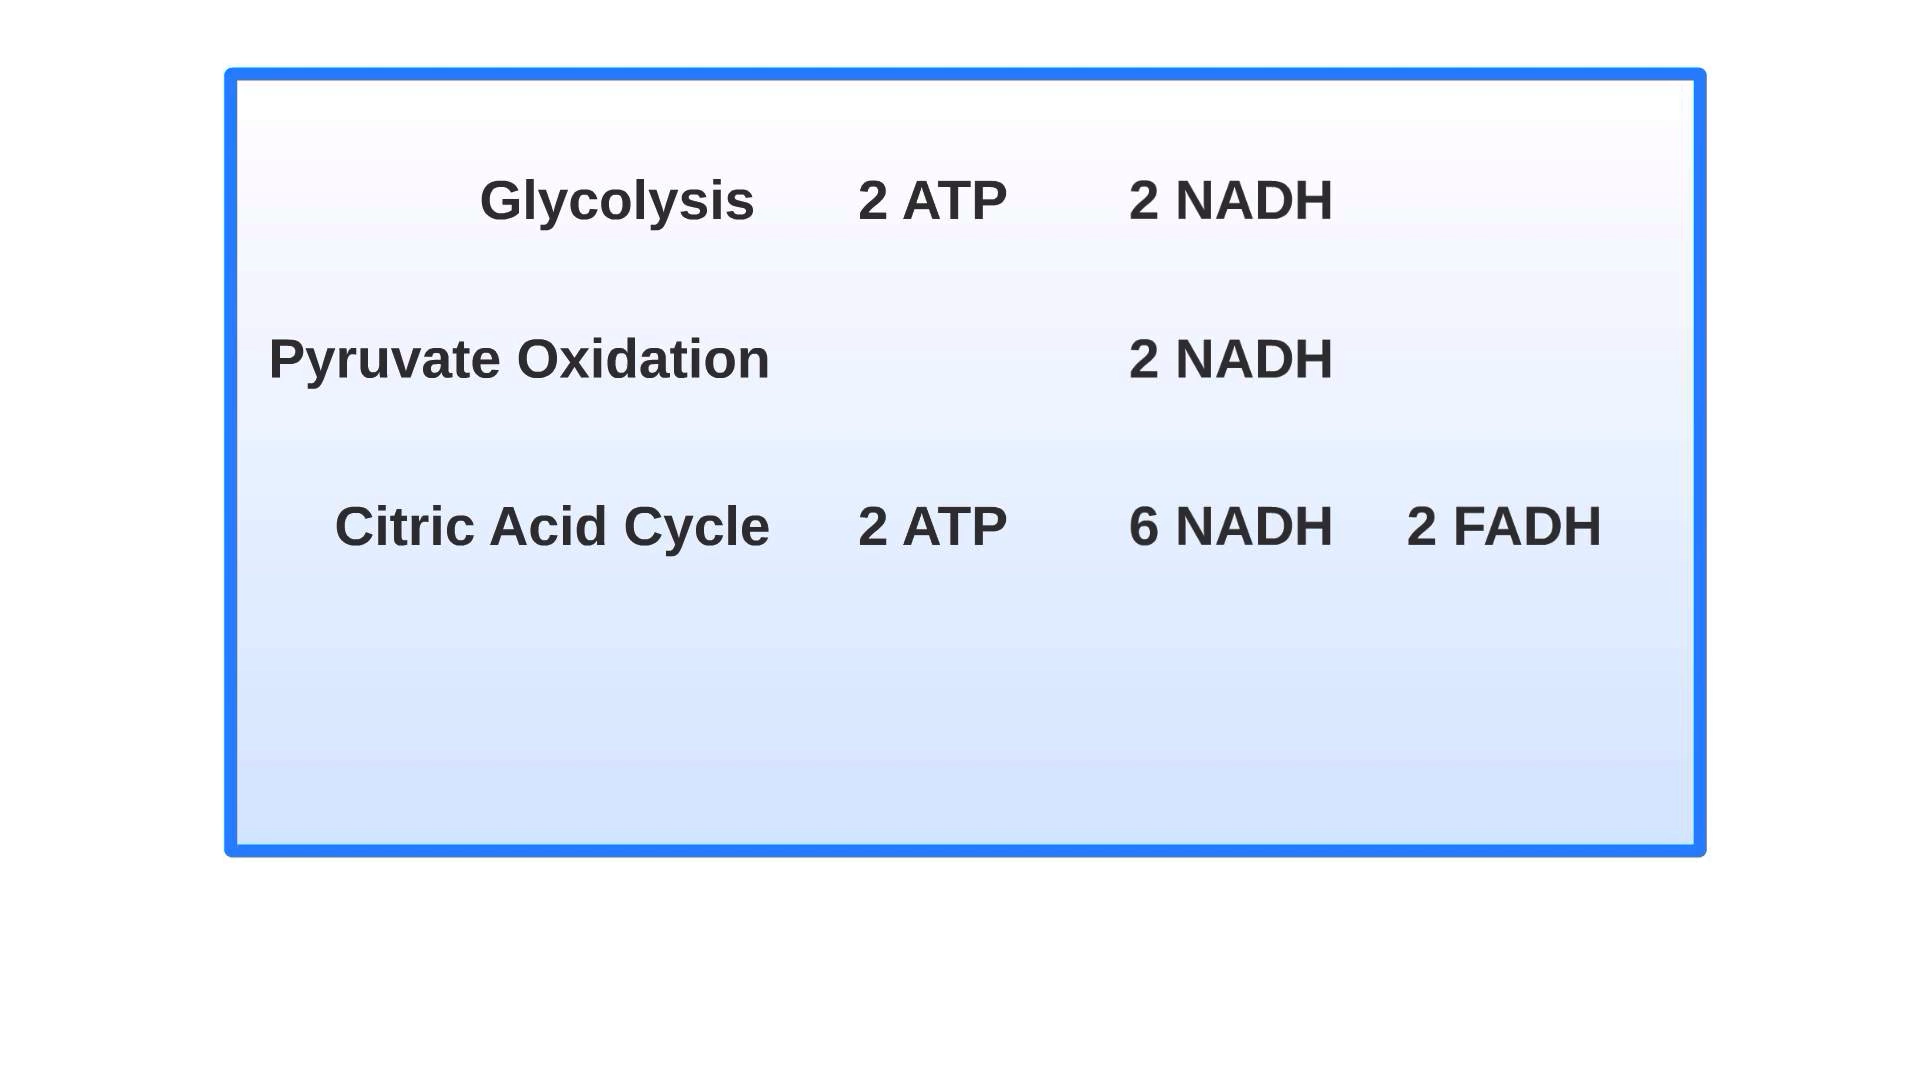 Glycolysis 2 ATP 2 NADH
Pyruvate Oxidation 2 NADH
Citric Acid Cycle 2 ATP 6 NADH 2 FADH